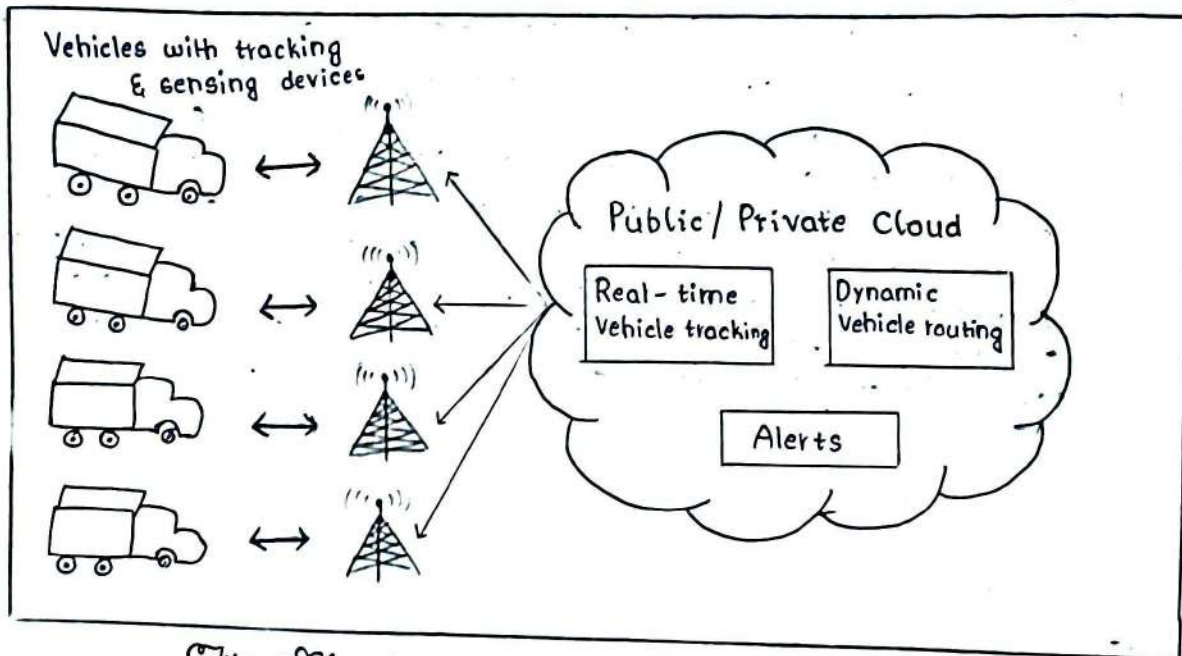 Vehicles with tracking
& sensing devices
Public / Private Cloud
Real-time
Vehicle tracking
Dynamic
Vehicle routing
Alerts